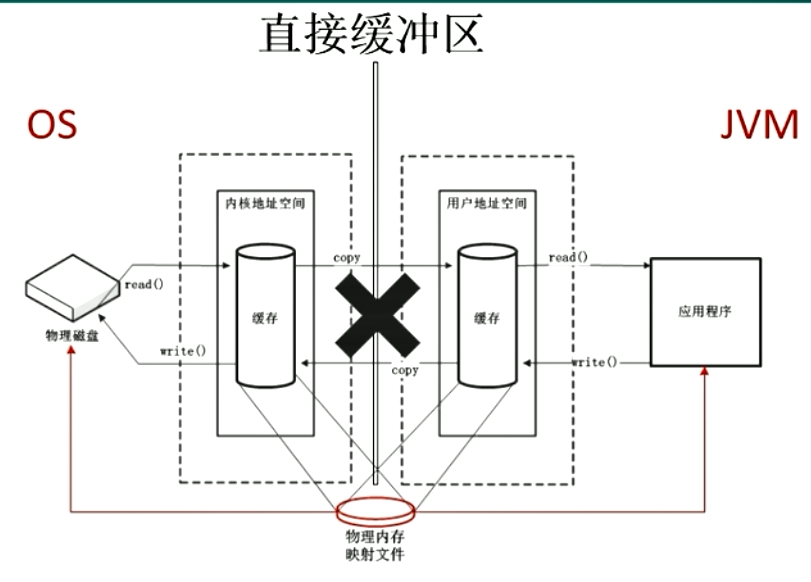 直接缓冲区
OS
JVM
内核地址空间
用户地址空间
copy
read()
read()
缓存
缓存
应用程序
物理磁盘
write()
copy
write()
物理内存
映射文件